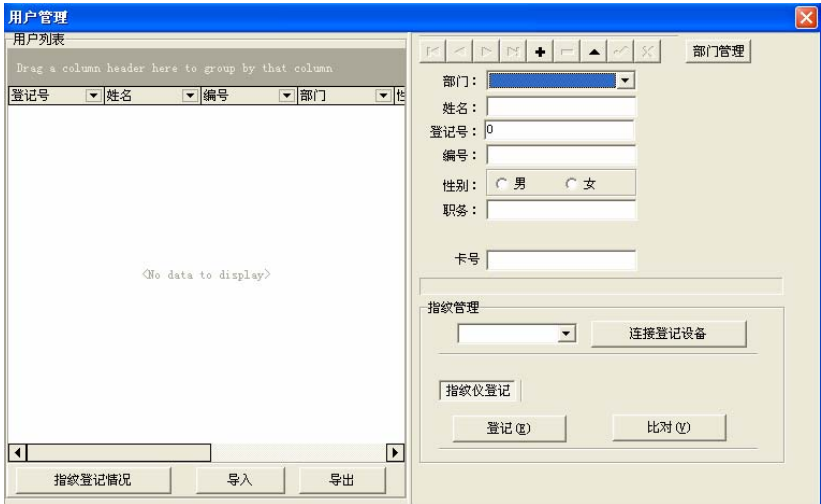 用户管理
用户列表
Drag a column header here to group by that column
登记号 姓名 编号 部门 性
<No data to display>
指纹登记情况 导入 导出
部门管理
部门：
姓名：
登记号： 0
编号：
性别： 男 女
职务：
卡号
指纹管理
连接登记设备
指纹仪登记
登记(E) 比对(V)